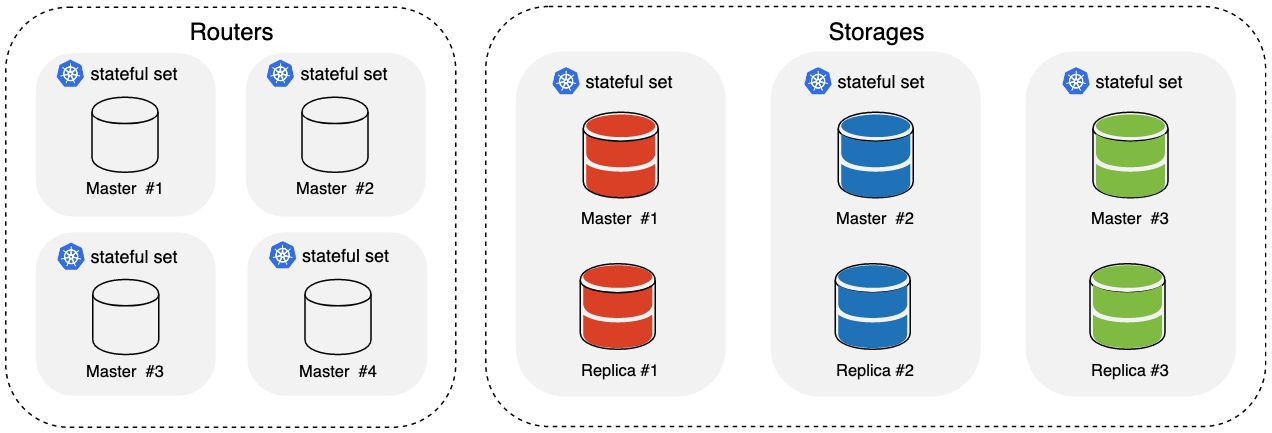 Routers
stateful set
Master #1
stateful set
Master #2
stateful set
Master #3
stateful set
Master #4
Storages
stateful set
Master #1
Replica #1
stateful set
Master #2
Replica #2
stateful set
Master #3
Replica #3